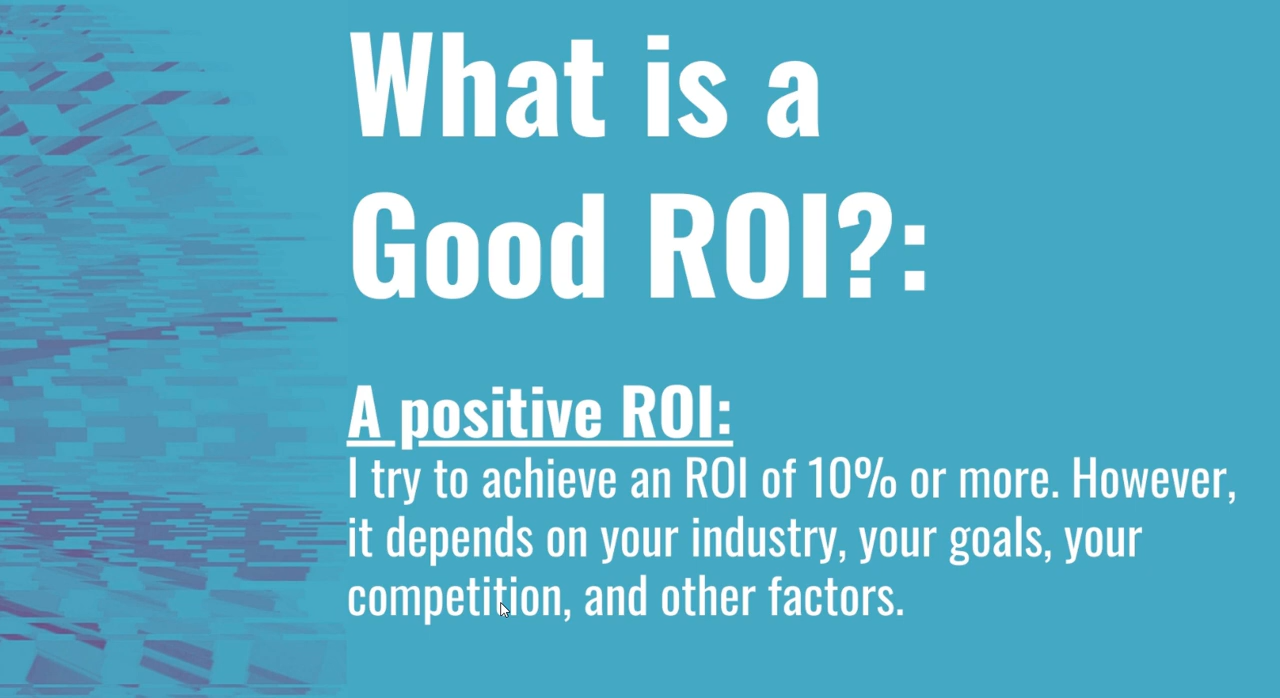 What is a
Good ROI?:
A positive ROI:
I try to achieve an ROI of 10% or more. However,
it depends on your industry, your goals, your
competition, and other factors.